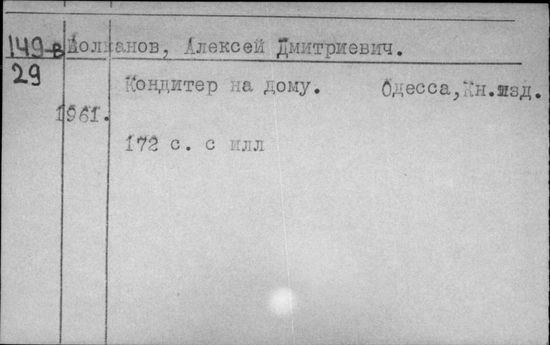 149-в
29
Молчанов, Алексей Дмитриевич.
Кондитер на дому. Одесса, Кн.изд.
1961.
172 с. с илл